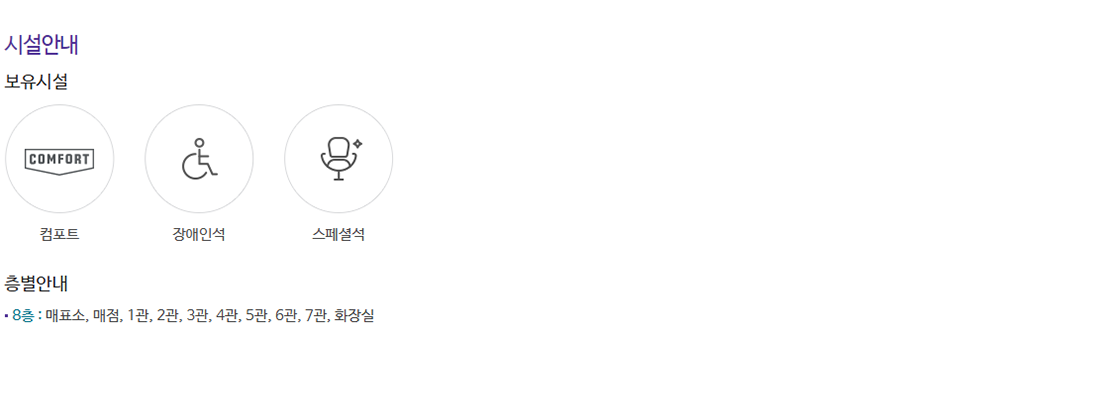 시설안내
보유시설
COMFORT
컴포트
장애인석
스페셜석
층별안내
▪ 8층 : 매표소, 매점, 1관, 2관, 3관, 4관, 5관, 6관, 7관, 화장실